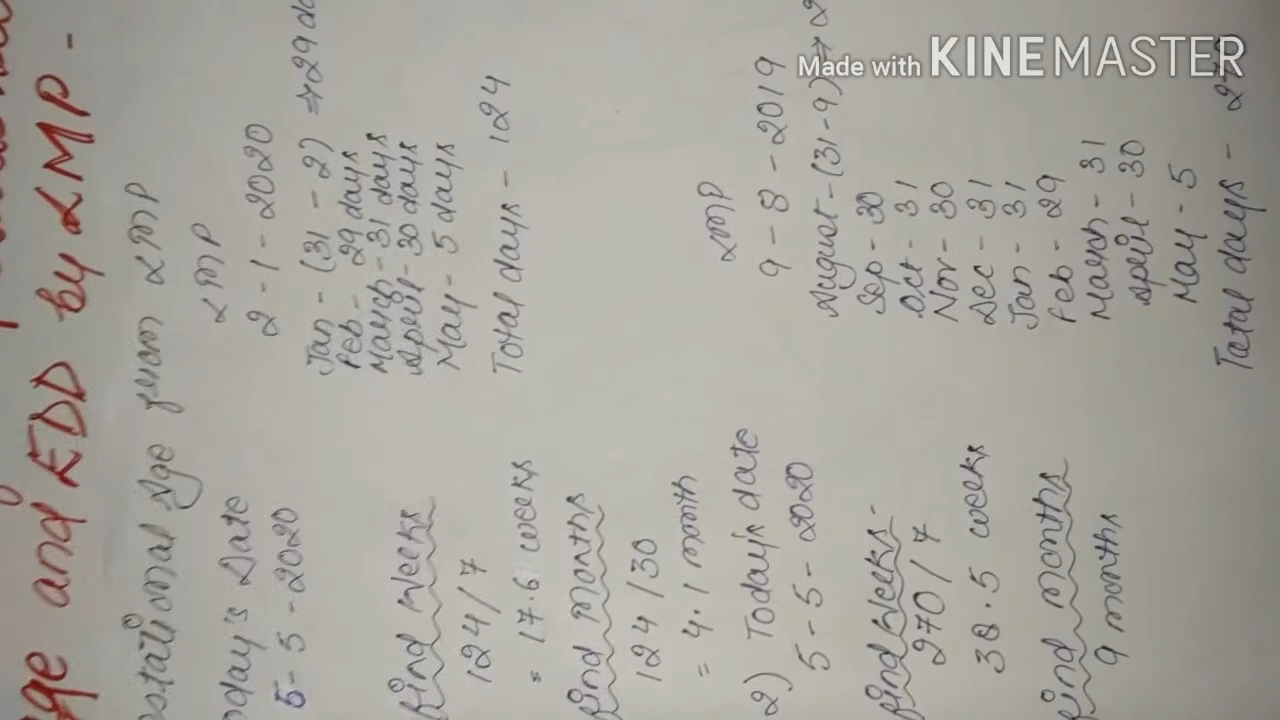 Age and EDD by LMP -
Gestational Age from LMP
Today's Date
5 - 5 - 2020
LMP
2 - 1 - 2020
Jan - (31 - 2) ⇒ 29 da
Feb - 29 days
March - 31 days
April - 30 days
May - 5 days
Total days - 124
find weeks
124/7
= 17.6 weeks
find months
124/30
= 4.1 month
2) Today's date
5 - 5 - 2020
LMP
9 - 8 - 2019
August - (31 - 9) ⇒ 2
Sep - 30
Oct - 31
Nov - 30
Dec - 31
Jan - 31
Feb - 29
March - 31
April - 30
May - 5
Total days - 270
find weeks -
270/7
38.5 weeks
find months
9 months
Made with KINEMASTER